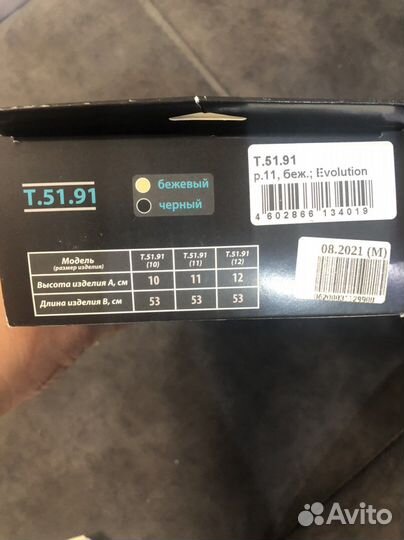 T.51.91
бежевый
черный
T.51.91
р.11, беж.; Evolution
4 602866 134019
08.2021 (М)
Модель (размер изделия) T.51.91 (10) T.51.91 (11) T.51.91 (12)
Высота изделия А, см 10 11 12
Длина изделия В, см 53 53 53
Avito